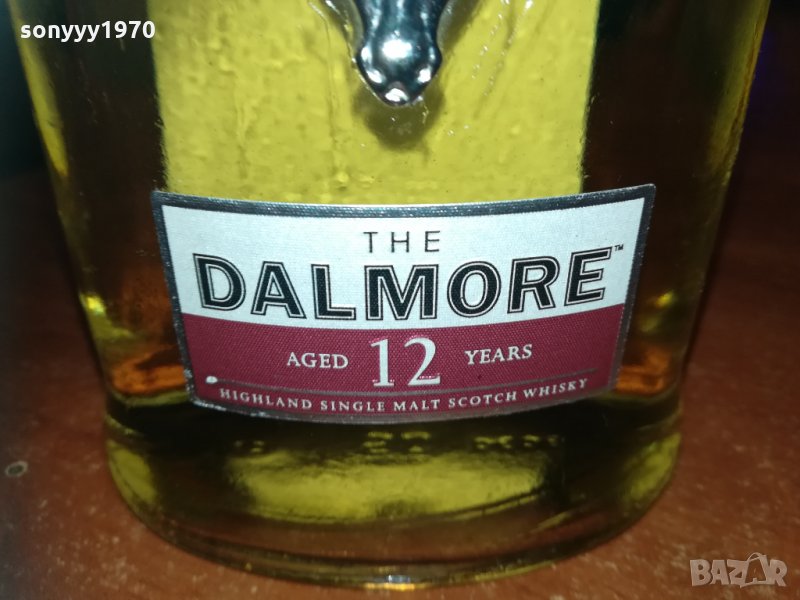 sonyyy1970
THE
DALMORE™
AGED 12 YEARS
HIGHLAND SINGLE MALT SCOTCH WHISKY
BAZAR